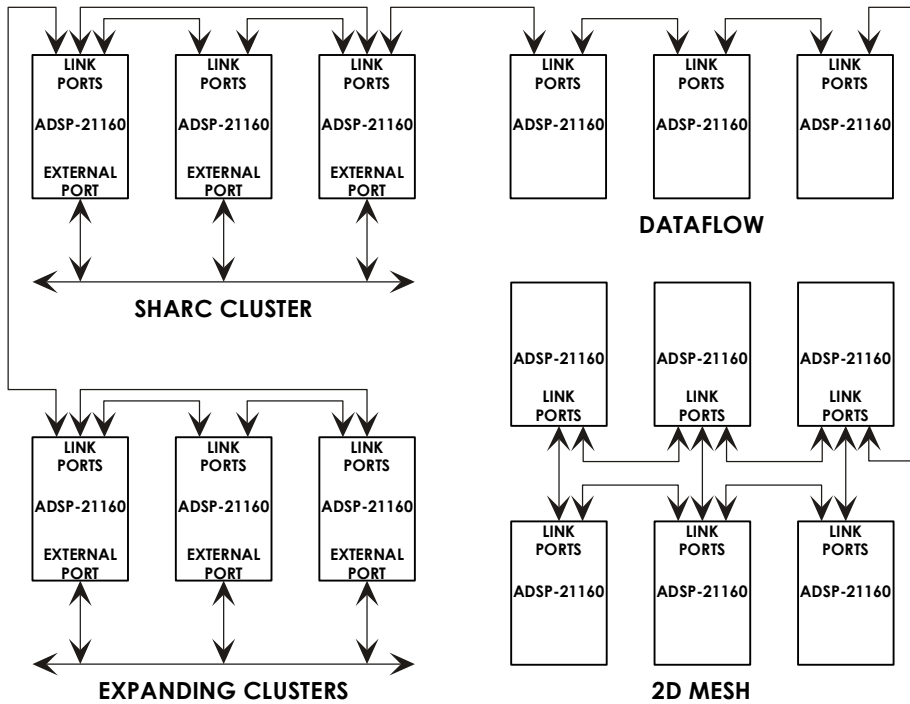 LINK
PORTS
ADSP-21160
EXTERNAL
PORT
LINK
PORTS
ADSP-21160
EXTERNAL
PORT
LINK
PORTS
ADSP-21160
EXTERNAL
PORT
SHARC CLUSTER
LINK
PORTS
ADSP-21160
LINK
PORTS
ADSP-21160
LINK
PORTS
ADSP-21160
DATAFLOW
LINK
PORTS
ADSP-21160
EXTERNAL
PORT
LINK
PORTS
ADSP-21160
EXTERNAL
PORT
LINK
PORTS
ADSP-21160
EXTERNAL
PORT
EXPANDING CLUSTERS
ADSP-21160
LINK
PORTS
ADSP-21160
LINK
PORTS
ADSP-21160
LINK
PORTS
LINK
PORTS
ADSP-21160
LINK
PORTS
ADSP-21160
LINK
PORTS
ADSP-21160
2D MESH